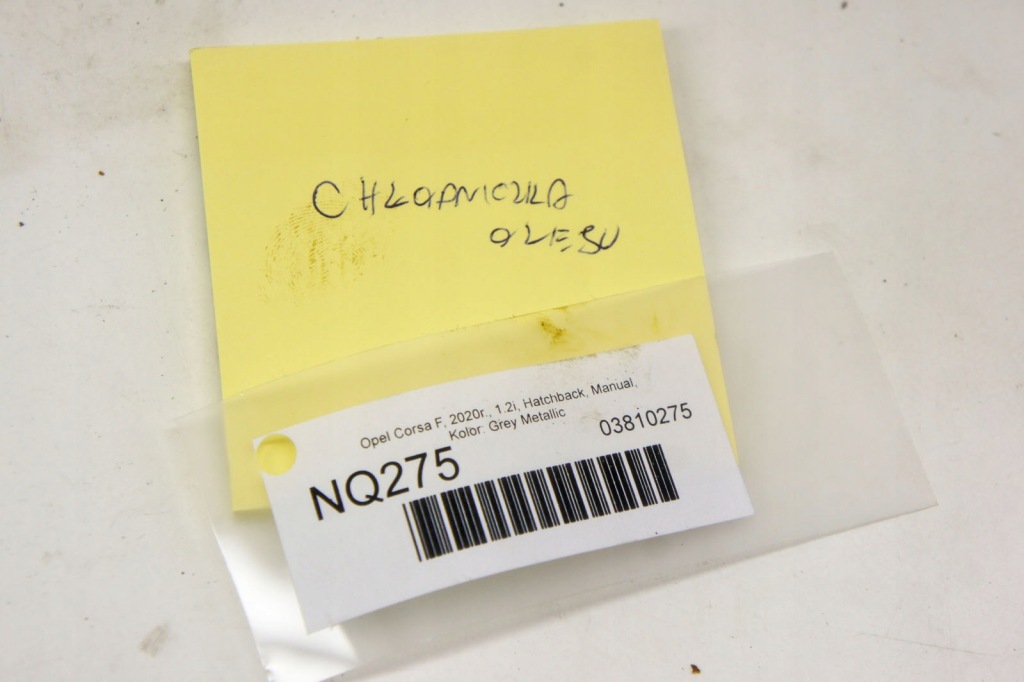 CHŁODNICZKA
OLEJU
Opel Corsa F, 2020r., 1.2i, Hatchback, Manual,
Kolor: Grey Metallic
03810275
NQ275